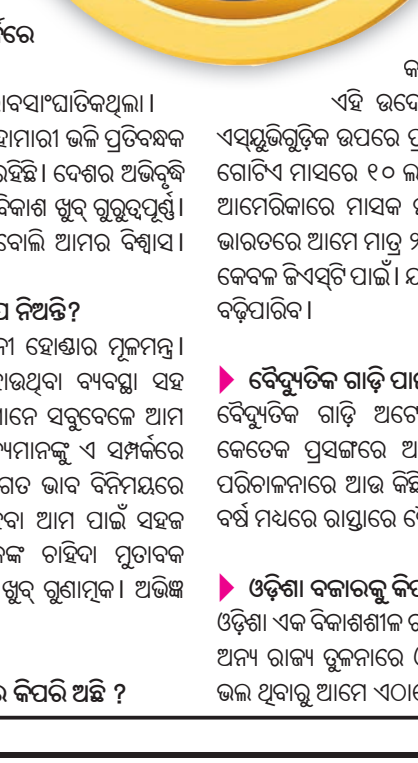 ବସାଂଘାତିକଥିଲା ।
ହାମାରୀ ଭଳି ପ୍ରତିବନ୍ଧକ
ରହିଛି । ଦେଶର ଅଭିବୃଦ୍ଧି
ବିକାଶ ଖୁବ୍ ଗୁରୁତ୍ୱପୂର୍ଣ୍ଣ ।
ବୋଲି ଆମର ବିଶ୍ୱାସ ।
ନିଅନ୍ତି?
ହୋଣ୍ଡାର ମୂଳମନ୍ତ୍ର ।
ହାଉଥିବା ବ୍ୟବସ୍ଥା ସହ
ମାନେ ସବୁବେଳେ ଆମ
ନ୍ୟମାନଙ୍କୁ ଏ ସମ୍ପର୍କରେ
ଗତ ଭାବ ବିନିମୟରେ
ହେବା ଆମ ପାଇଁ ସହଜ
ନଙ୍କ ଚାହିଦା ମୁତାବକ
ଖୁବ୍ ଗୁଣାତ୍ମକ । ଅଭିଜ୍ଞ
କିପରି ଅଛି ?
ଏହି ଉଦେ
ଏସ୍‌ୟୁଭିଗୁଡ଼ିକ ଉପରେ ପ୍ର
ଗୋଟିଏ ମାସରେ ୧୦ ଲ
ଆମେରିକାରେ ମାସକ
ଭାରତରେ ଆମେ ମାତ୍ର ୨
କେବଳ ଜିଏସ୍‌ଟି ପାଇଁ । ଯ
ବଢ଼ିପାରିବ ।
ବୈଦ୍ୟୁତିକ ଗାଡ଼ି ପା
ବୈଦ୍ୟୁତିକ ଗାଡ଼ି ଅଟେ
କେତେକ ପ୍ରସଙ୍ଗରେ ଅ
ପରିଚାଳନାରେ ଆଉ କିଛି
ବର୍ଷ ମଧ୍ୟରେ ରାସ୍ତାରେ ବୈ
ଓଡ଼ିଶା ବଜାରକୁ କିପ
ଓଡ଼ିଶା ଏକ ବିକାଶଶୀଳ ର
ଅନ୍ୟ ରାଜ୍ୟ ତୁଳନାରେ ଓ
ଭଲ ଥିବାରୁ ଆମେ ଏଠାରେ